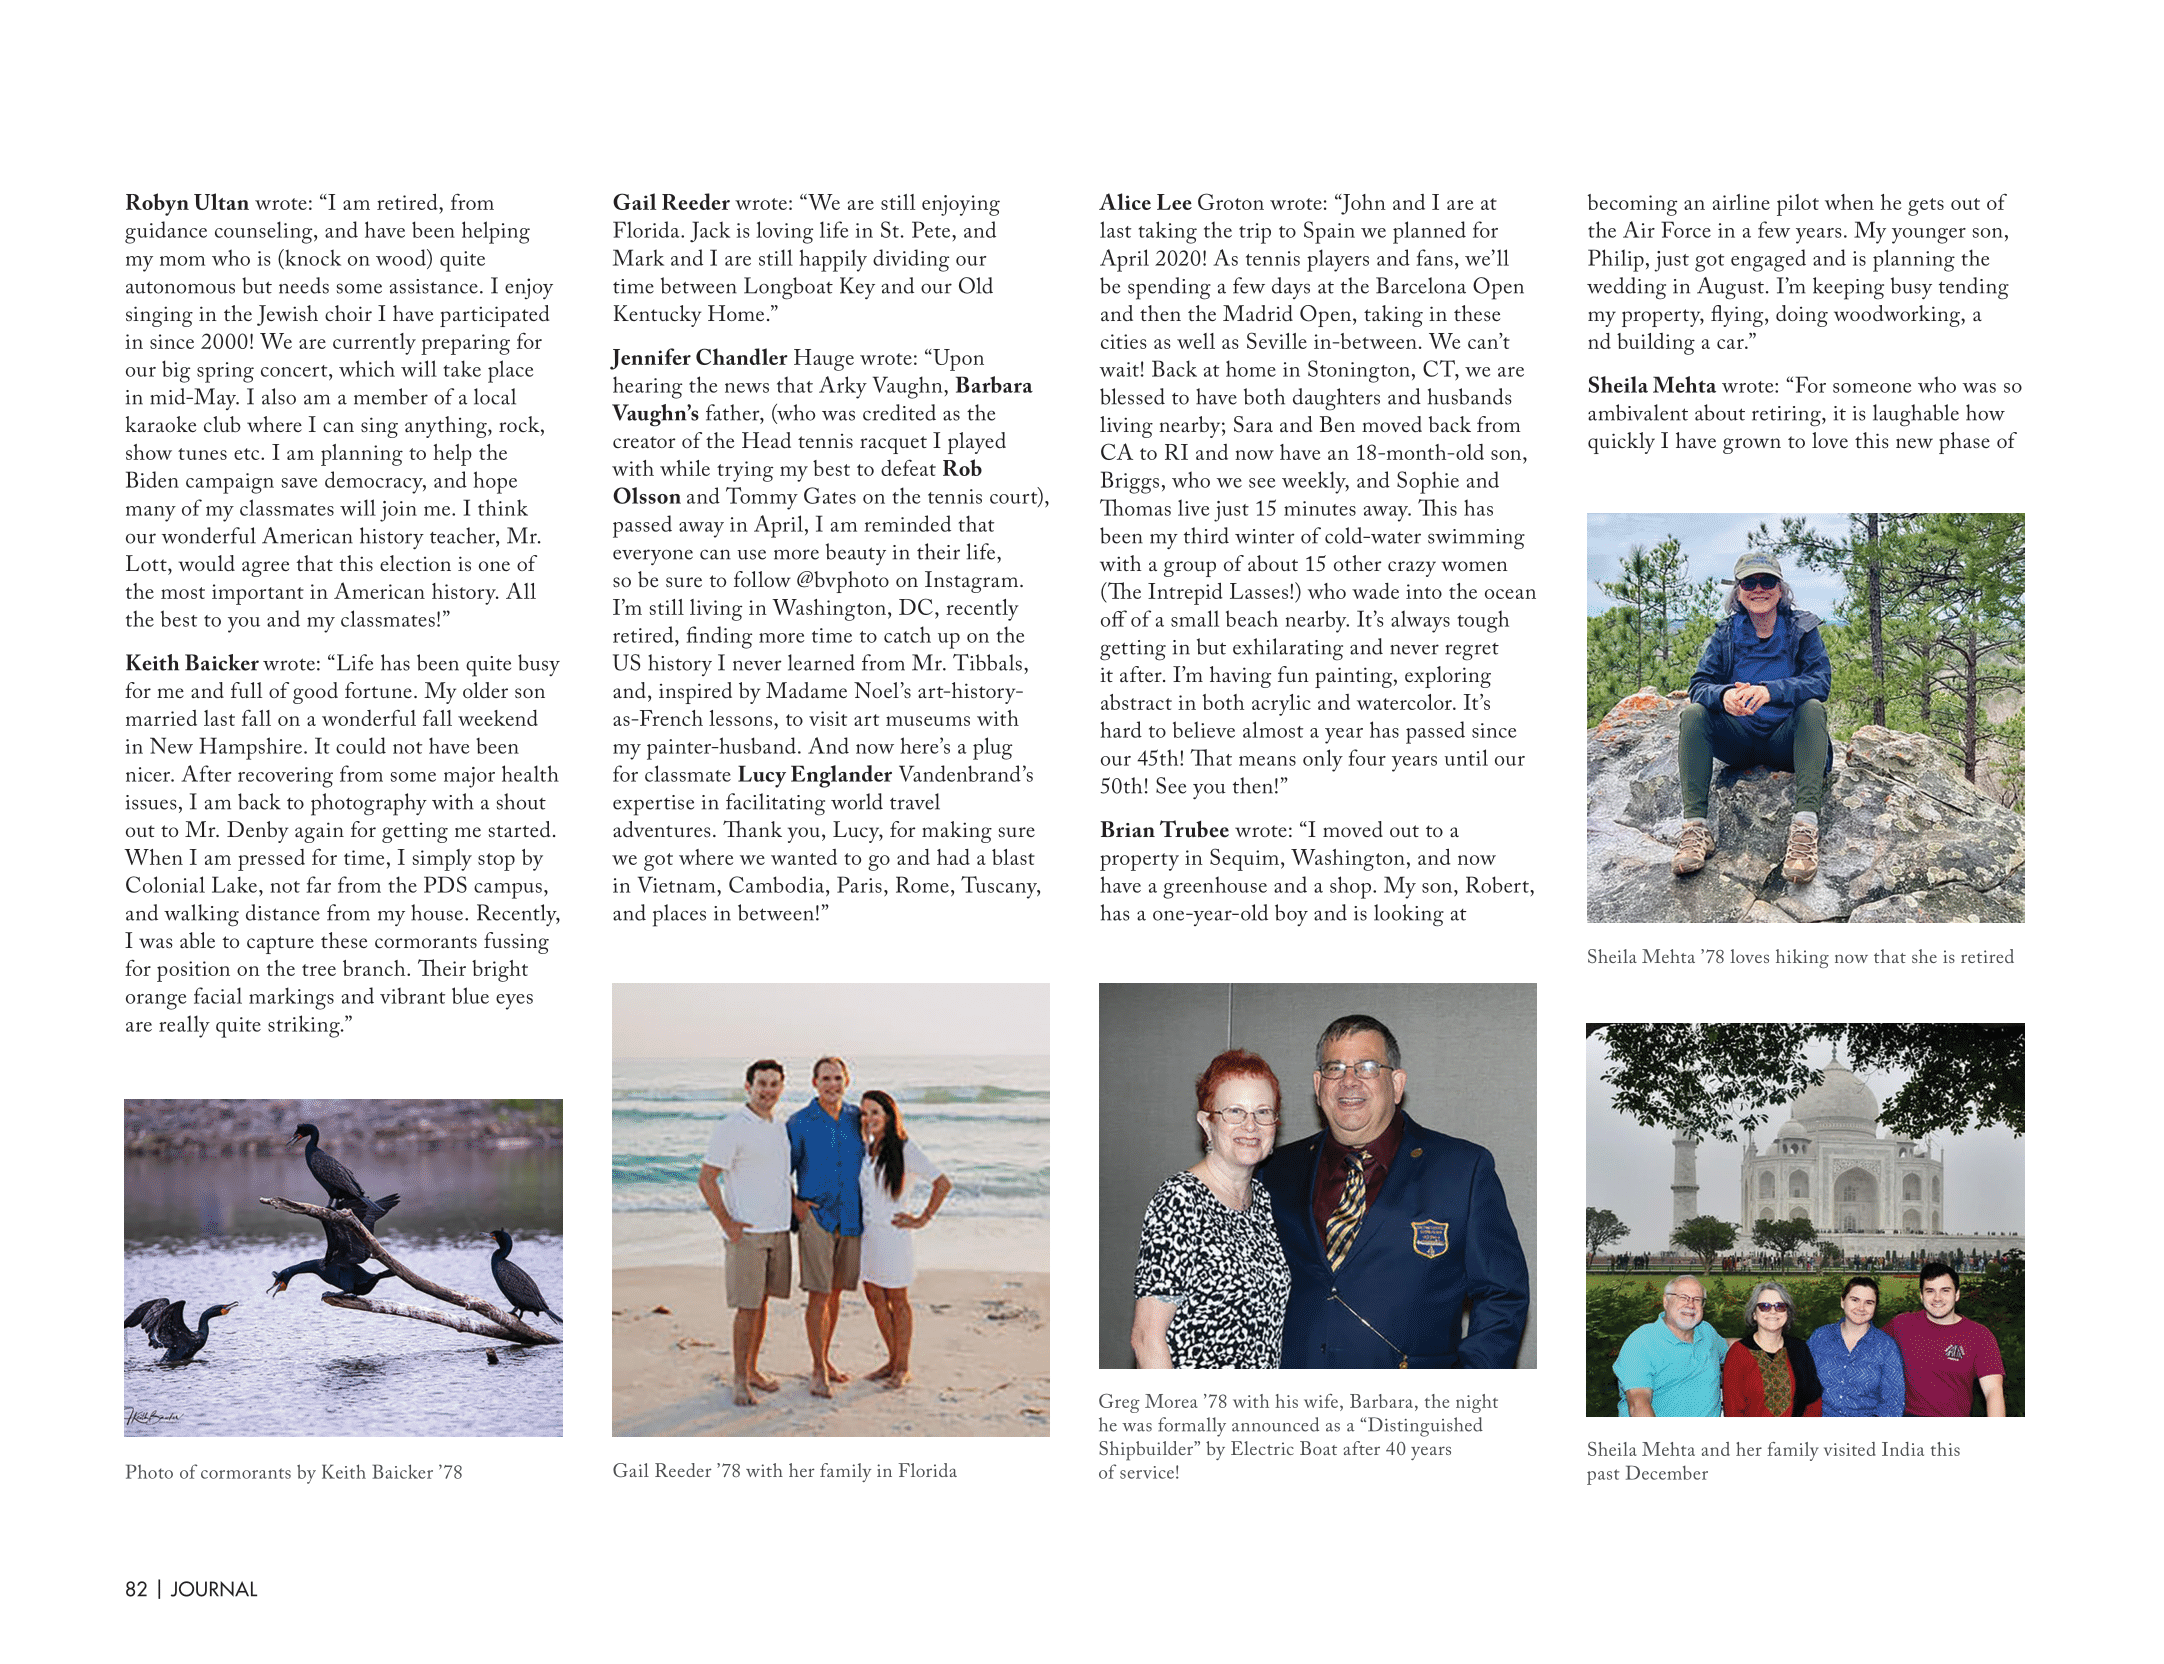 Robyn Ultan wrote: “I am retired, from
guidance counseling, and have been helping
my mom who is (knock on wood) quite
autonomous but needs some assistance. I enjoy
singing in the Jewish choir I have participated
in since 2000! We are currently preparing for
our big spring concert, which will take place
in mid-May. I also am a member of a local
karaoke club where I can sing anything, rock,
show tunes etc. I am planning to help the
Biden campaign save democracy, and hope
many of my classmates will join me. I think
our wonderful American history teacher, Mr.
Lott, would agree that this election is one of
the most important in American history. All
the best to you and my classmates!”
Keith Baicker wrote: “Life has been quite busy
for me and full of good fortune. My older son
married last fall on a wonderful fall weekend
in New Hampshire. It could not have been
nicer. After recovering from some major health
issues, I am back to photography with a shout
out to Mr. Denby again for getting me started.
When I am pressed for time, I simply stop by
Colonial Lake, not far from the PDS campus,
and walking distance from my house. Recently,
I was able to capture these cormorants fussing
for position on the tree branch. Their bright
orange facial markings and vibrant blue eyes
are really quite striking.”
Photo of cormorants by Keith Baicker ’78
Gail Reeder wrote: “We are still enjoying
Florida. Jack is loving life in St. Pete, and
Mark and I are still happily dividing our
time between Longboat Key and our Old
Kentucky Home.”
Jennifer Chandler Hauge wrote: “Upon
hearing the news that Arky Vaughn, Barbara
Vaughn’s father, (who was credited as the
creator of the Head tennis racquet I played
with while trying my best to defeat Rob
Olsson and Tommy Gates on the tennis court),
passed away in April, I am reminded that
everyone can use more beauty in their life,
so be sure to follow @bvphoto on Instagram.
I’m still living in Washington, DC, recently
retired, finding more time to catch up on the
US history I never learned from Mr. Tibbals,
and, inspired by Madame Noel’s art-history-
as-French lessons, to visit art museums with
my painter-husband. And now here’s a plug
for classmate Lucy Englander Vandenbrand’s
expertise in facilitating world travel
adventures. Thank you, Lucy, for making sure
we got where we wanted to go and had a blast
in Vietnam, Cambodia, Paris, Rome, Tuscany,
and places in between!”
Gail Reeder ’78 with her family in Florida
Alice Lee Groton wrote: “John and I are at
last taking the trip to Spain we planned for
April 2020! As tennis players and fans, we’ll
be spending a few days at the Barcelona Open
and then the Madrid Open, taking in these
cities as well as Seville in-between. We can’t
wait! Back at home in Stonington, CT, we are
blessed to have both daughters and husbands
living nearby; Sara and Ben moved back from
CA to RI and now have an 18-month-old son,
Briggs, who we see weekly, and Sophie and
Thomas live just 15 minutes away. This has
been my third winter of cold-water swimming
with a group of about 15 other crazy women
(The Intrepid Lasses!) who wade into the ocean
off of a small beach nearby. It’s always tough
getting in but exhilarating and never regret
it after. I’m having fun painting, exploring
abstract in both acrylic and watercolor. It’s
hard to believe almost a year has passed since
our 45th! That means only four years until our
50th! See you then!”
Brian Trubee wrote: “I moved out to a
property in Sequim, Washington, and now
have a greenhouse and a shop. My son, Robert,
has a one-year-old boy and is looking at
Greg Morea ’78 with his wife, Barbara, the night
he was formally announced as a “Distinguished
Shipbuilder” by Electric Boat after 40 years
of service!
becoming an airline pilot when he gets out of
the Air Force in a few years. My younger son,
Philip, just got engaged and is planning the
wedding in August. I’m keeping busy tending
my property, flying, doing woodworking, a
nd building a car.”
Sheila Mehta wrote: “For someone who was so
ambivalent about retiring, it is laughable how
quickly I have grown to love this new phase of
Sheila Mehta ’78 loves hiking now that she is retired
Sheila Mehta and her family visited India this
past December
82 | JOURNAL